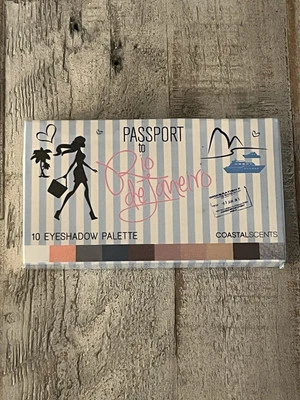 PASSPORT
to
Rio
de Janeiro
10 EYESHADOW PALETTE
COASTALSCENTS